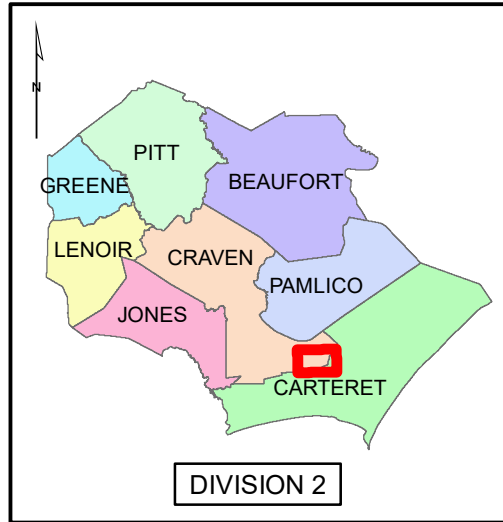 N
PITT
GREENE
BEAUFORT
LENOIR
CRAVEN
PAMLICO
JONES
CARTERET
DIVISION 2